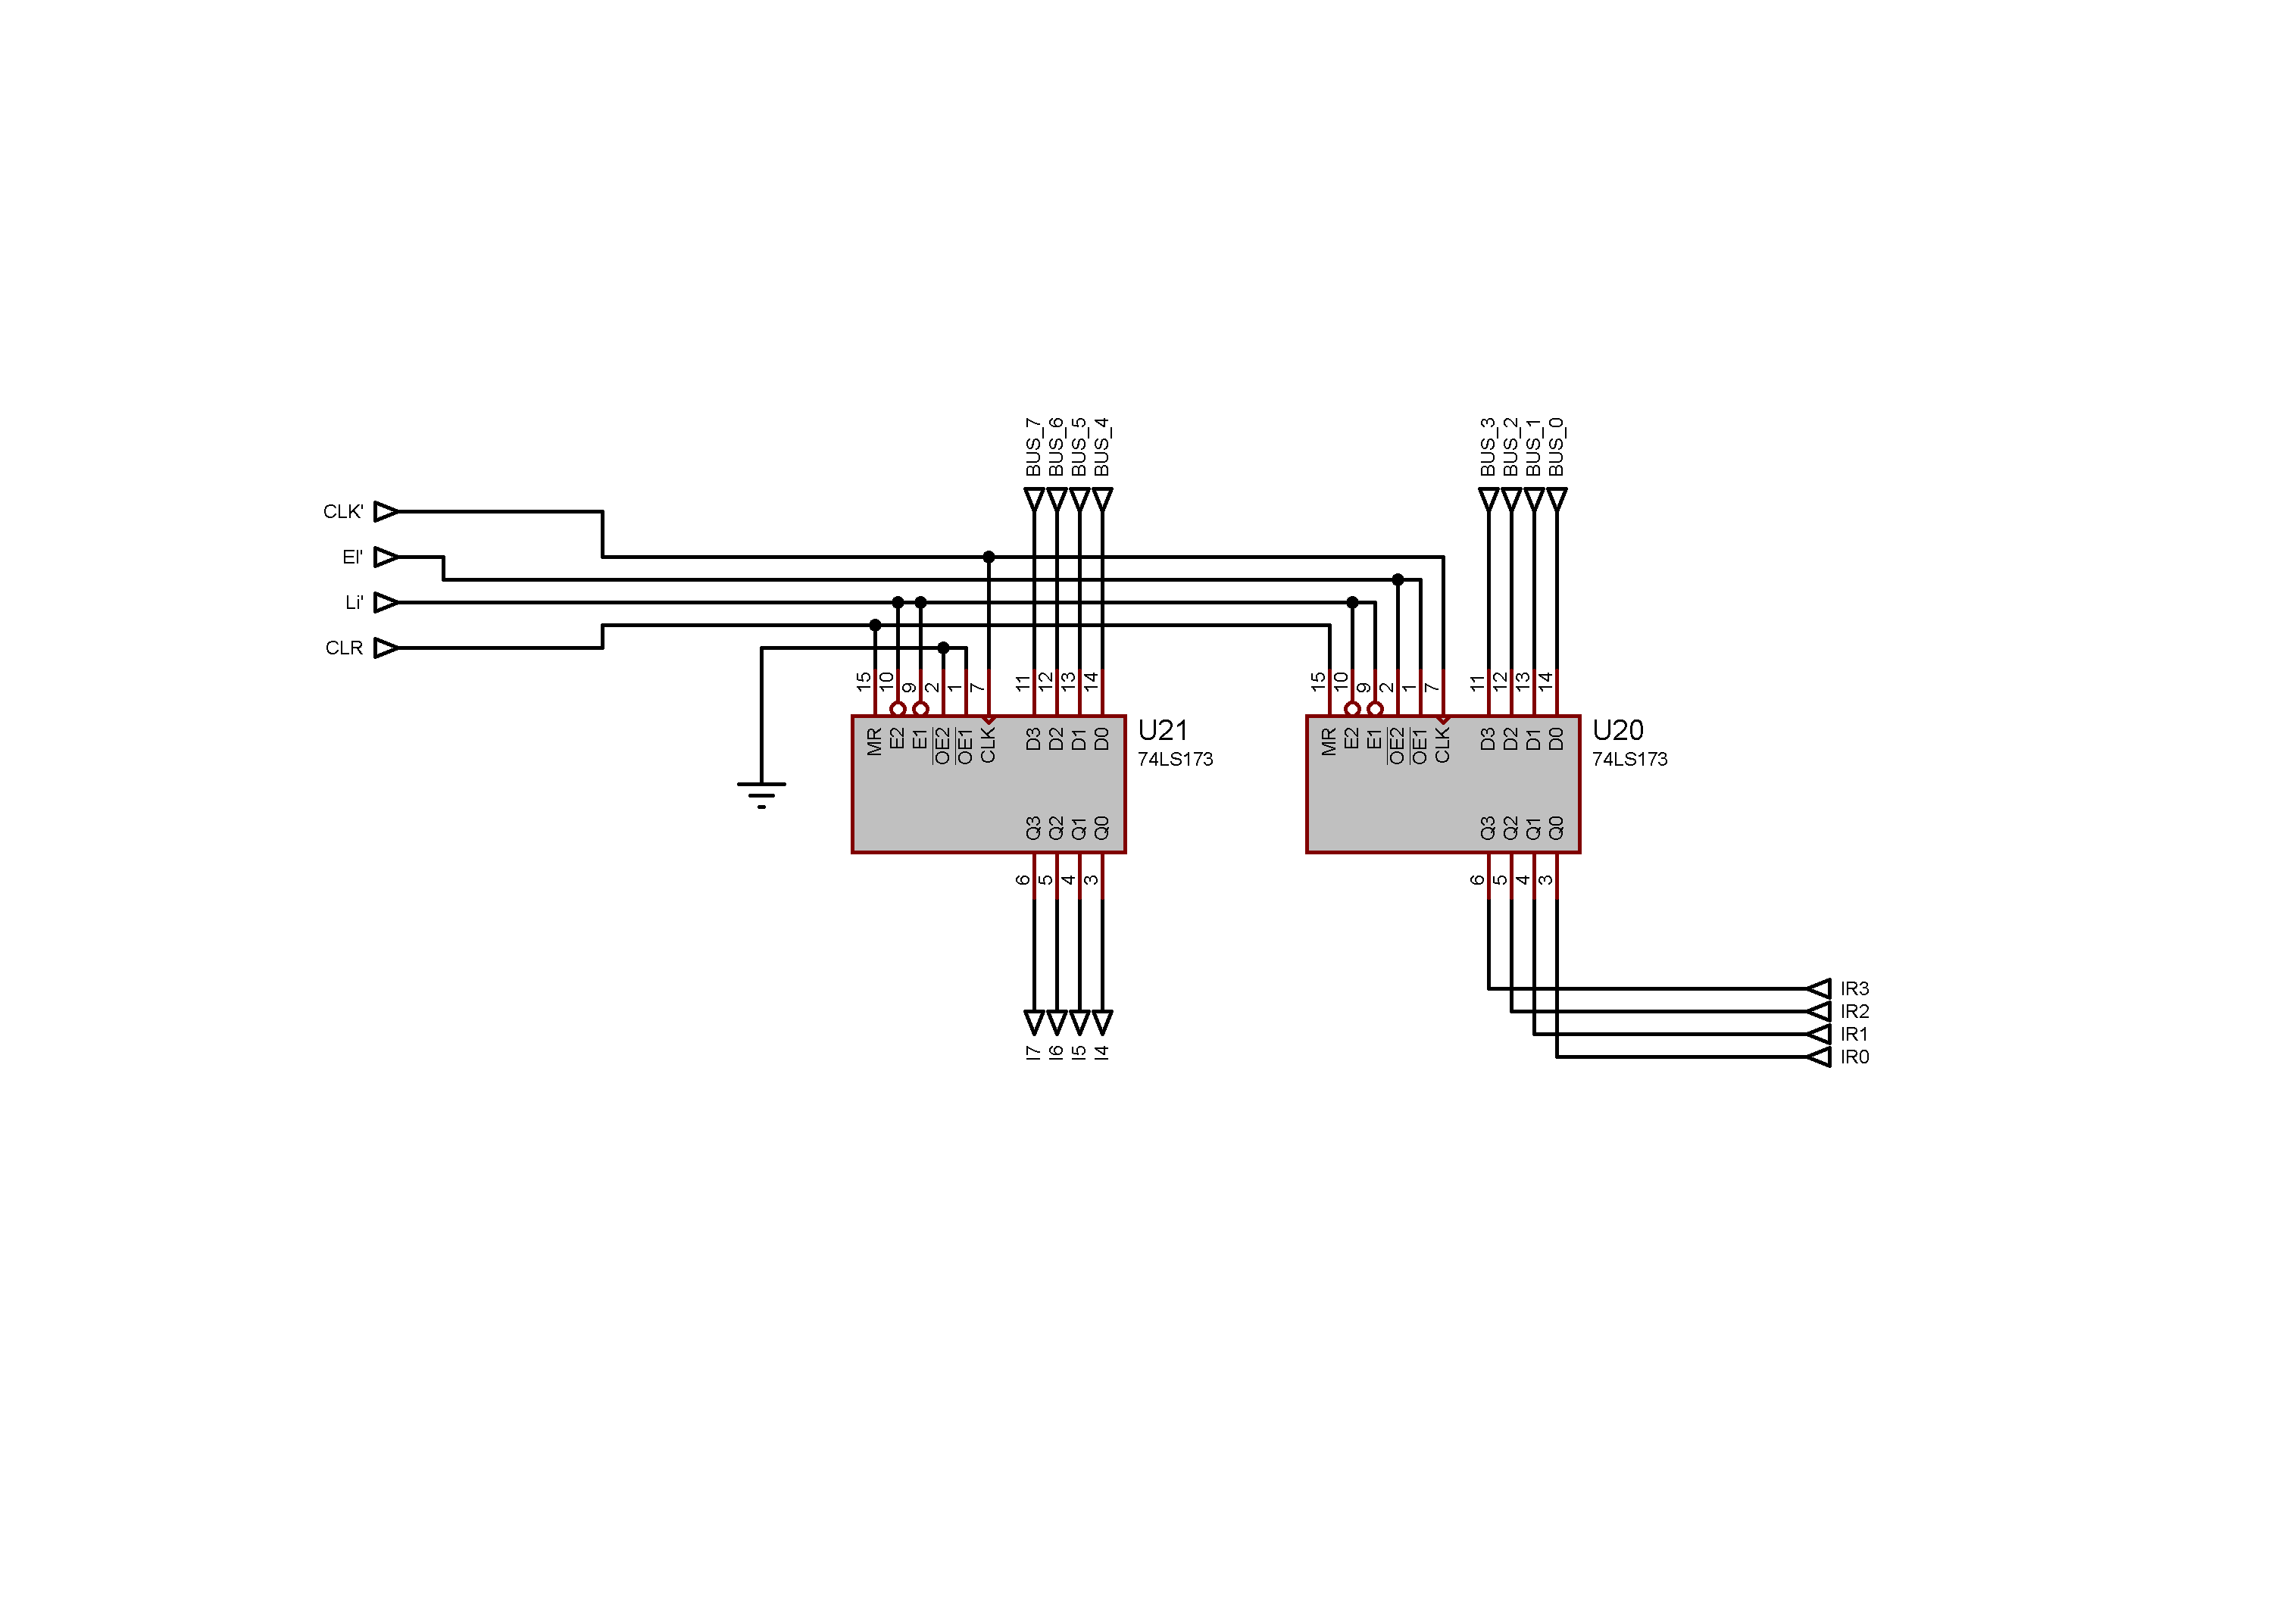 BUS_7
BUS_6
BUS_5
BUS_4
BUS_3
BUS_2
BUS_1
BUS_0
CLK'
EI'
Li'
CLR
15
10
9
2
1
7
11
12
13
14
15
10
9
2
1
7
11
12
13
14
MR
E2
E1
OE2
OE1
CLK
D3
D2
D1
D0
U21
74LS173
MR
E2
E1
OE2
OE1
CLK
D3
D2
D1
D0
U20
74LS173
Q3
Q2
Q1
Q0
Q3
Q2
Q1
Q0
6
5
4
3
6
5
4
3
I7
I6
I5
I4
IR3
IR2
IR1
IR0